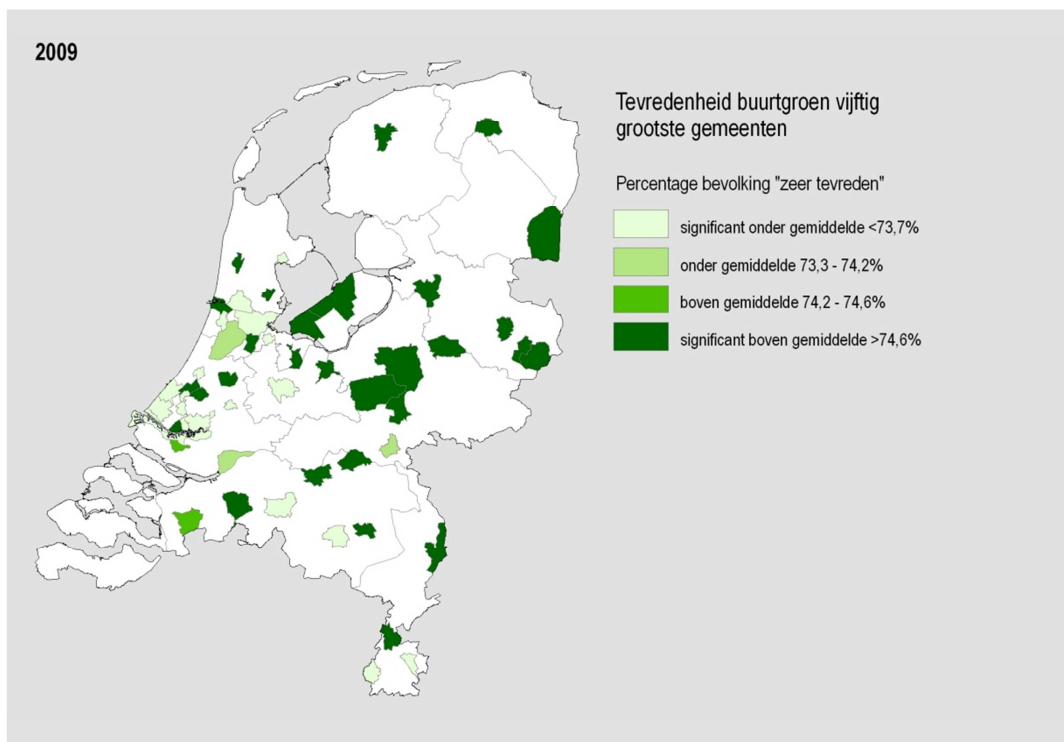 2009
Tevredenheid buurtgroen vijftig
grootste gemeenten
Percentage bevolking "zeer tevreden"
significant onder gemiddelde <73,7%
onder gemiddelde 73,3 - 74,2%
boven gemiddelde 74,2 - 74,6%
significant boven gemiddelde >74,6%